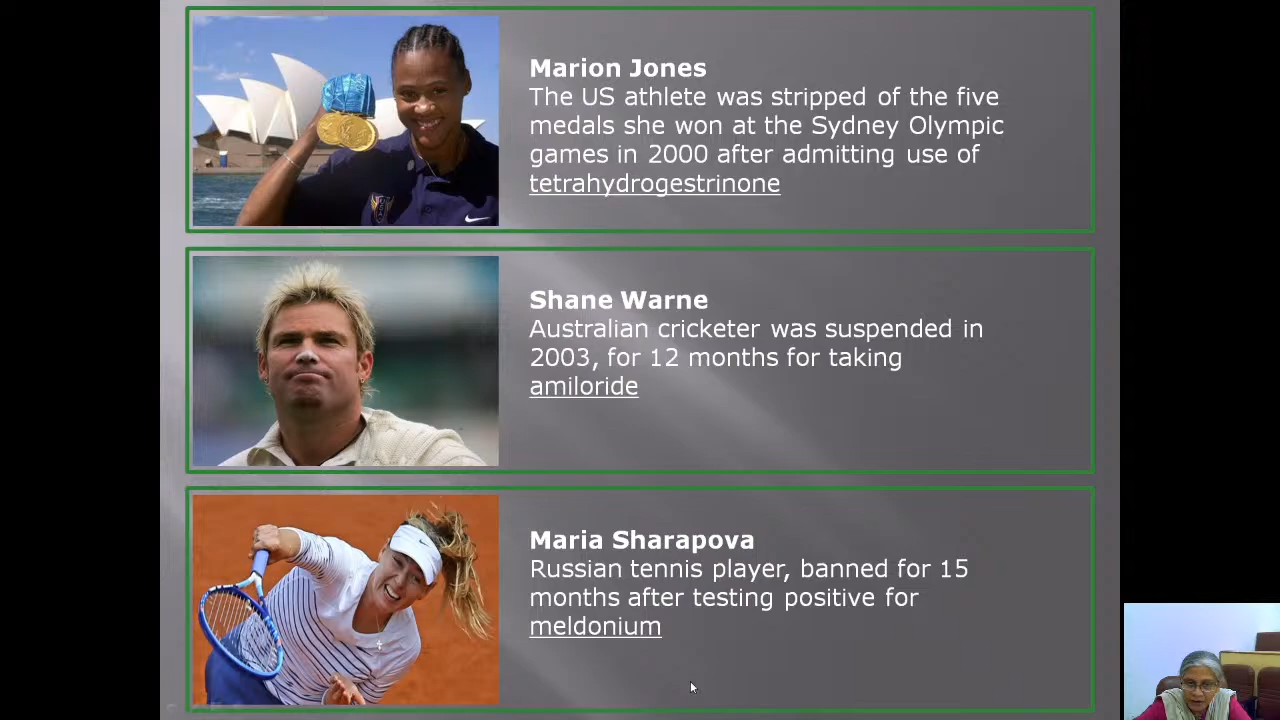 Marion Jones
The US athlete was stripped of the five
medals she won at the Sydney Olympic
games in 2000 after admitting use of
tetrahydrogestrinone
Shane Warne
Australian cricketer was suspended in
2003, for 12 months for taking
amiloride
Maria Sharapova
Russian tennis player, banned for 15
months after testing positive for
meldonium